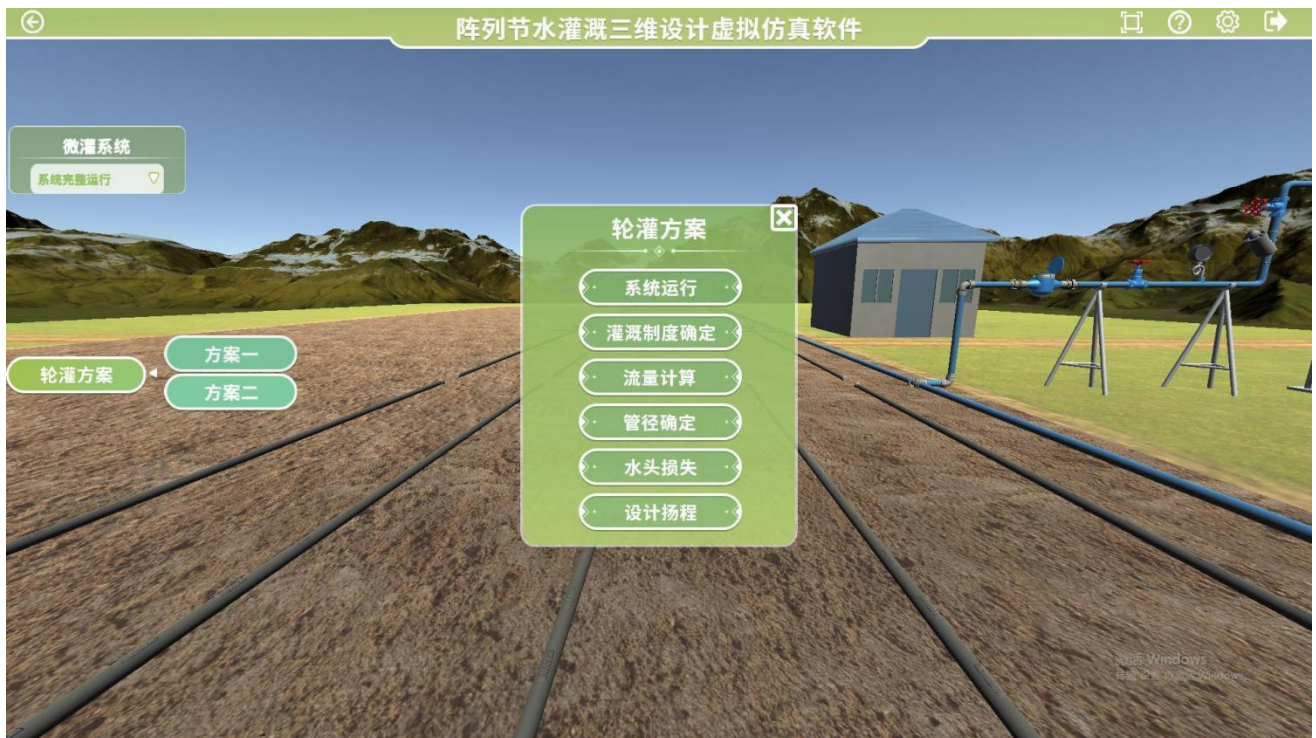 阵列节水灌溉三维设计虚拟仿真软件
微灌系统
系统完整运行
轮灌方案
方案一
方案二
轮灌方案
系统运行
灌溉制度确定
流量计算
管径确定
水头损失
设计扬程
激活 Windows